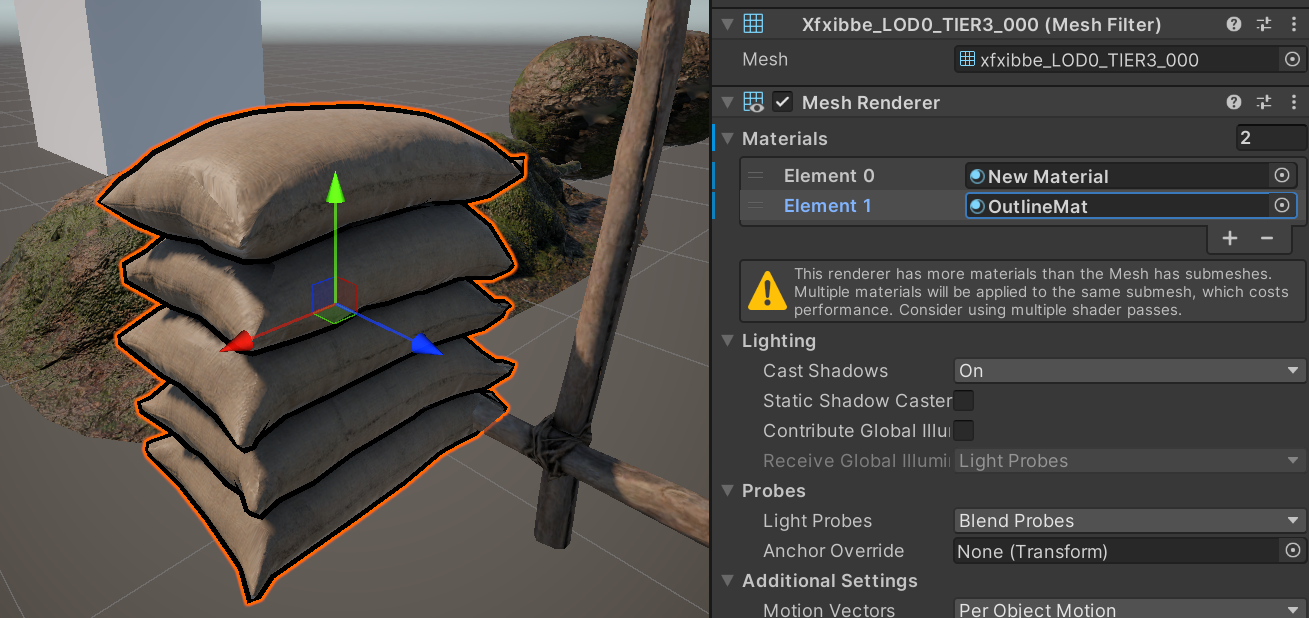 Xfxibbe_LOD0_TIER3_000 (Mesh Filter)
Mesh
xfxibbe_LOD0_TIER3_000
Mesh Renderer
Materials
2
Element 0
New Material
Element 1
OutlineMat
+ −
This renderer has more materials than the Mesh has submeshes.
Multiple materials will be applied to the same submesh, which costs
performance. Consider using multiple shader passes.
Lighting
Cast Shadows
On
Static Shadow Caster
Contribute Global Illu
Receive Global Illumi
Light Probes
Probes
Light Probes
Blend Probes
Anchor Override
None (Transform)
Additional Settings
Motion Vectors
Per Object Motion